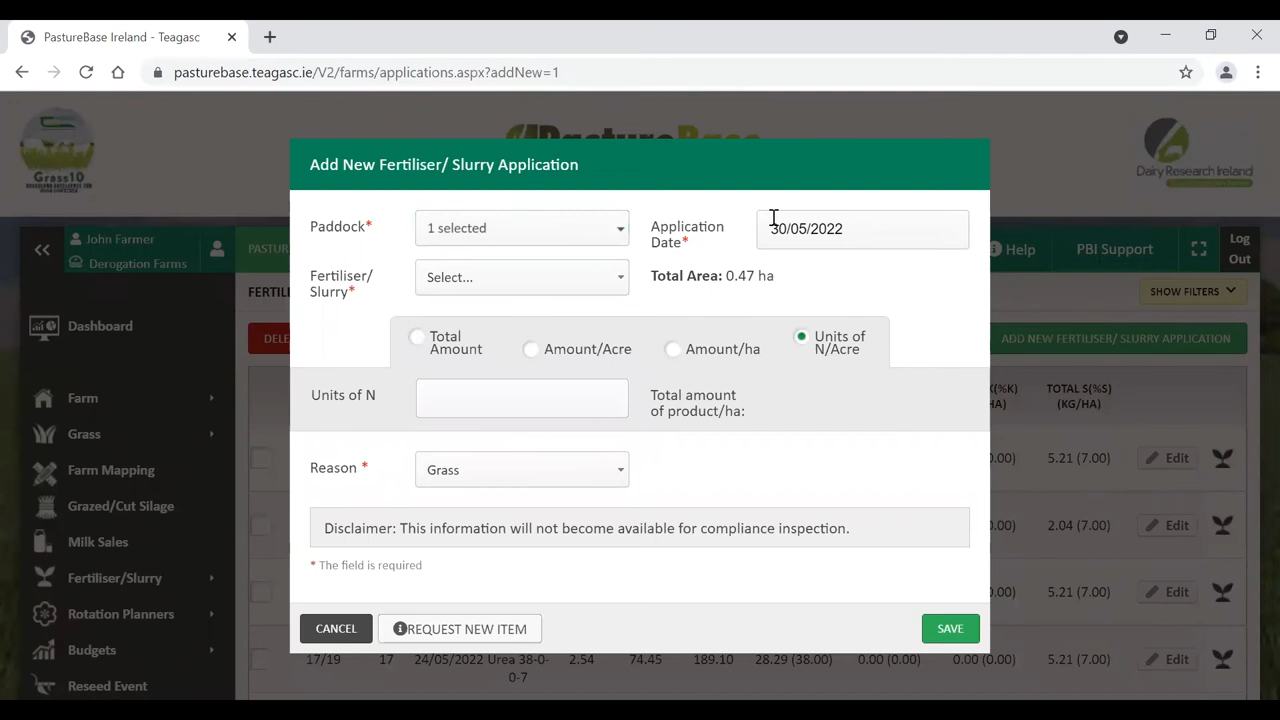 PastureBase Ireland - Teagasc
pasturebase.teagasc.ie/V2/farms/applications.aspx?addNew=1
Grass10
PastureBase
Dairy Research Ireland
John Farmer
Derogation Farms
Help
PBI Support
Log
Out
SHOW FILTERS
ADD NEW FERTILISER/ SLURRY APPLICATION
Dashboard
Farm
Grass
Farm Mapping
Grazed/Cut Silage
Milk Sales
Fertiliser/Slurry
Rotation Planners
Budgets
Reseed Event
Add New Fertiliser/ Slurry Application
Paddock*
1 selected
Application
Date*
30/05/2022
Fertiliser/
Slurry*
Select...
Total Area: 0.47 ha
Total
Amount
Amount/Acre
Amount/ha
Units of
N/Acre
Units of N
Total amount
of product/ha:
Reason *
Grass
Disclaimer: This information will not become available for compliance inspection.
* The field is required
CANCEL
REQUEST NEW ITEM
SAVE
TOTAL S(%S)
(KG/HA)
0.00) 5.21 (7.00) Edit
0.00) 2.04 (7.00) Edit
0.00) 5.21 (7.00) Edit
17/19 17 24/05/2022 Urea 38-0-
0-7
2.54 74.45 189.10 28.29 (38.00) 0.00 (0.00) 0.00 (0.00) 5.21 (7.00) Edit